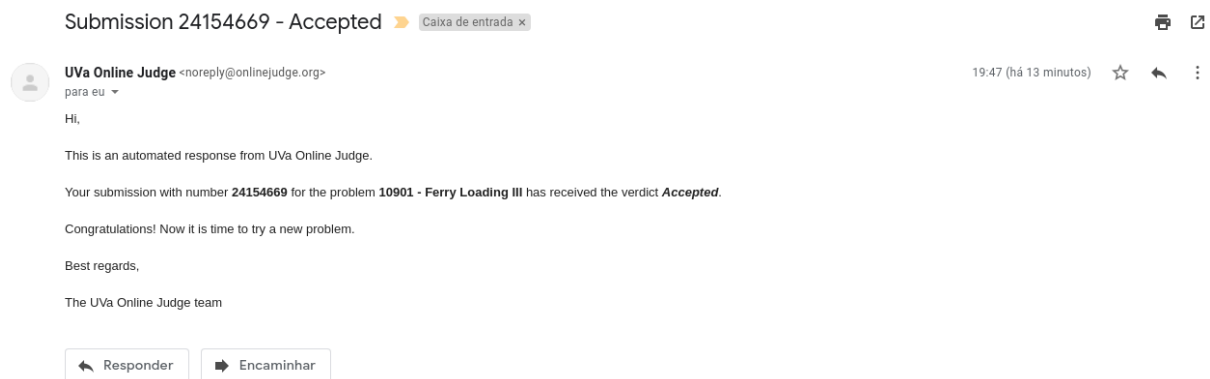 Submission 24154669 - Accepted Caixa de entrada ×
UVa Online Judge <noreply@onlinejudge.org> 19:47 (há 13 minutos)
para eu
Hi,
This is an automated response from UVa Online Judge.
Your submission with number 24154669 for the problem 10901 - Ferry Loading III has received the verdict Accepted.
Congratulations! Now it is time to try a new problem.
Best regards,
The UVa Online Judge team
Responder Encaminhar